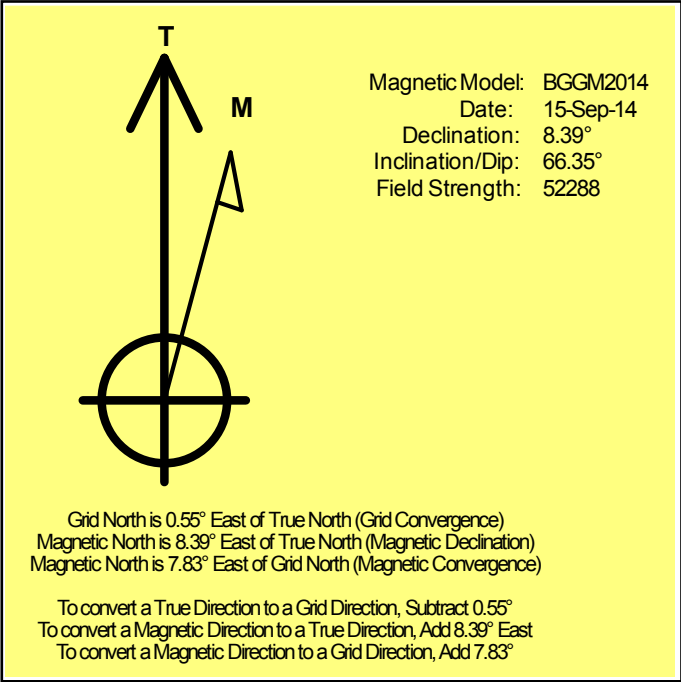 T
M
Magnetic Model: BGGM2014
Date: 15-Sep-14
Declination: 8.39°
Inclination/Dip: 66.35°
Field Strength: 52288
Grid North is 0.55° East of True North (Grid Convergence)
Magnetic North is 8.39° East of True North (Magnetic Declination)
Magnetic North is 7.83° East of Grid North (Magnetic Convergence)
To convert a True Direction to a Grid Direction, Subtract 0.55°
To convert a Magnetic Direction to a True Direction, Add 8.39° East
To convert a Magnetic Direction to a Grid Direction, Add 7.83°